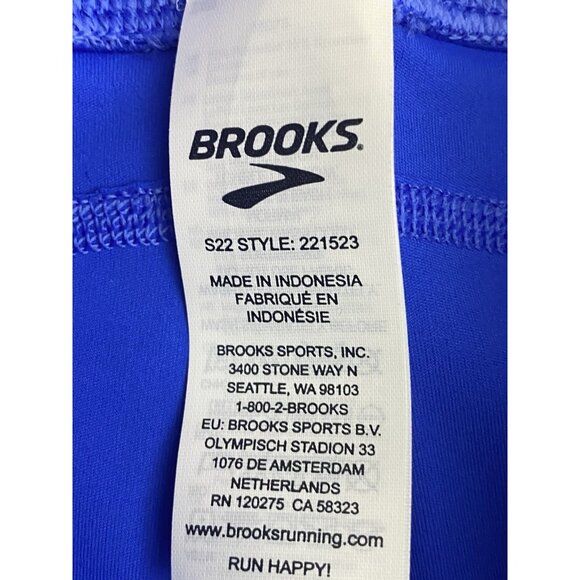 BROOKS®
S22 STYLE: 221523
MADE IN INDONESIA
FABRIQUÉ EN
INDONÉSIE
BROOKS SPORTS, INC.
3400 STONE WAY N
SEATTLE, WA 98103
1-800-2-BROOKS
EU: BROOKS SPORTS B.V.
OLYMPISCH STADION 33
1076 DE AMSTERDAM
NETHERLANDS
RN 120275 CA 58323
www.brooksrunning.com
RUN HAPPY!